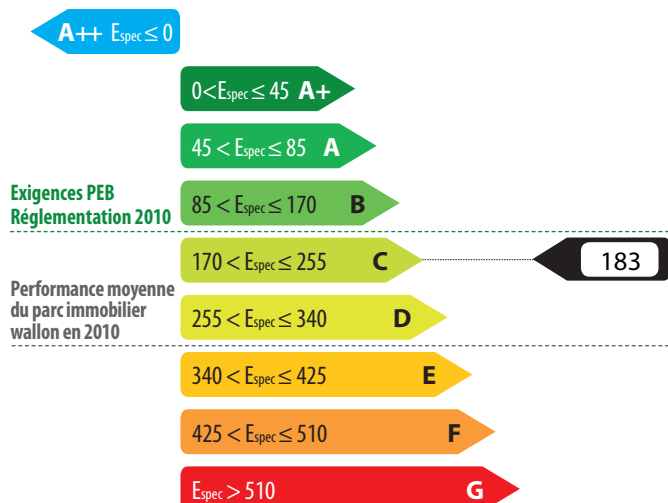 A++ Espec ≤ 0
0<Espec ≤ 45 A+
45 < Espec ≤ 85 A
Exigences PEB
Réglementation 2010
85 < Espec ≤ 170 B
170 < Espec ≤ 255 C
183
Performance moyenne
du parc immobilier
wallon en 2010
255 < Espec ≤ 340 D
340 < Espec ≤ 425 E
425 < Espec ≤ 510 F
Espec > 510 G